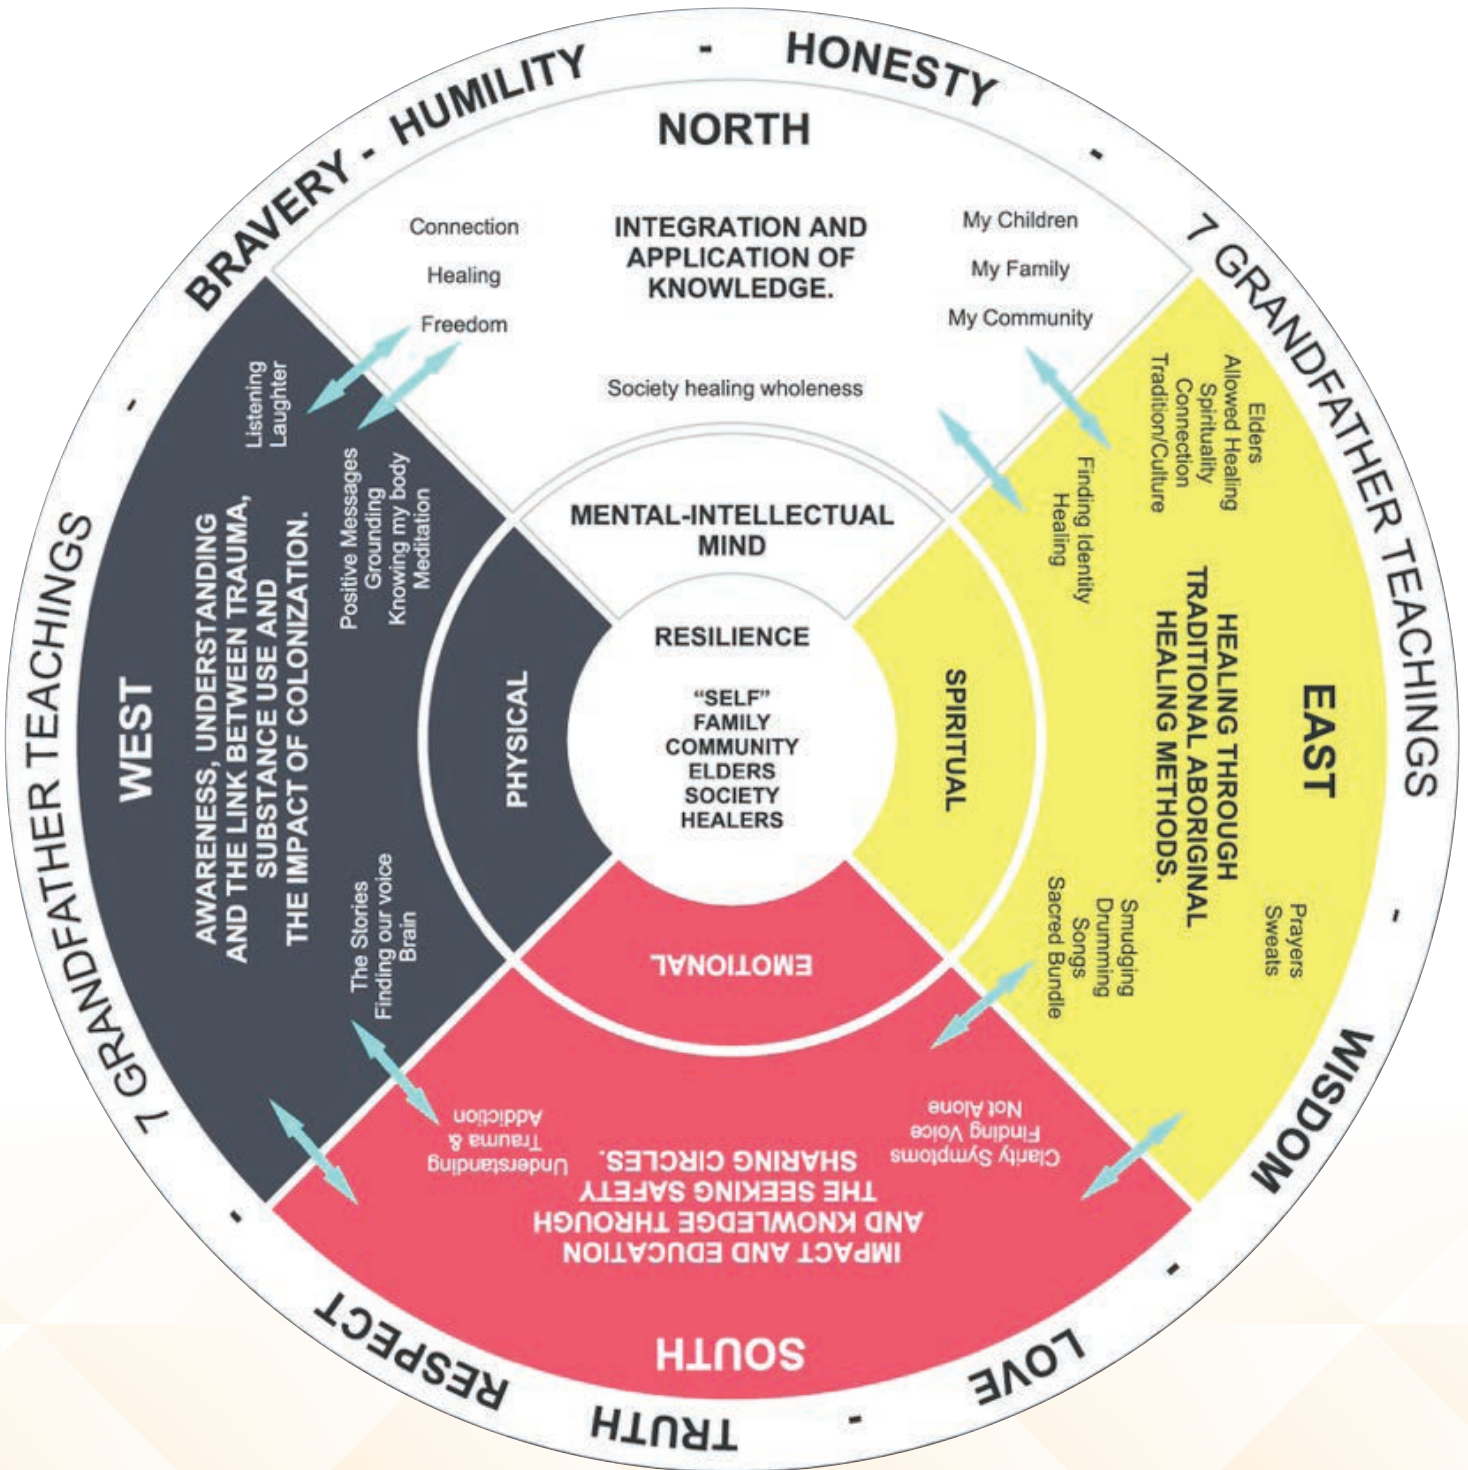 BRAVERY - HUMILITY - HONESTY -
7 GRANDFATHER TEACHINGS -
WISDOM -
LOVE -
TRUTH
RESPECT -
7 GRANDFATHER TEACHINGS -
NORTH
INTEGRATION AND
APPLICATION OF
KNOWLEDGE.
Connection
Healing
Freedom
My Children
My Family
My Community
Society healing wholeness
MENTAL-INTELLECTUAL
MIND
EAST
HEALING THROUGH
TRADITIONAL ABORIGINAL
HEALING METHODS.
Elders
Allowed Healing
Spirituality
Connection
Tradition/Culture
Finding Identity
Healing
Prayers
Sweats
Smudging
Drumming
Songs
Sacred Bundle
SPIRITUAL
SOUTH
IMPACT AND EDUCATION
AND KNOWLEDGE THROUGH
THE SEEKING SAFETY
SHARING CIRCLES.
Clarity Symptoms
Finding Voice
Not Alone
Understanding
Trauma &
Addiction
EMOTIONAL
WEST
AWARENESS, UNDERSTANDING
AND THE LINK BETWEEN TRAUMA,
SUBSTANCE USE AND
THE IMPACT OF COLONIZATION.
Listening
Laughter
Positive Messages
Grounding
Knowing my body
Meditation
The Stories
Finding our voice
Brain
PHYSICAL
RESILIENCE
“SELF”
FAMILY
COMMUNITY
ELDERS
SOCIETY
HEALERS